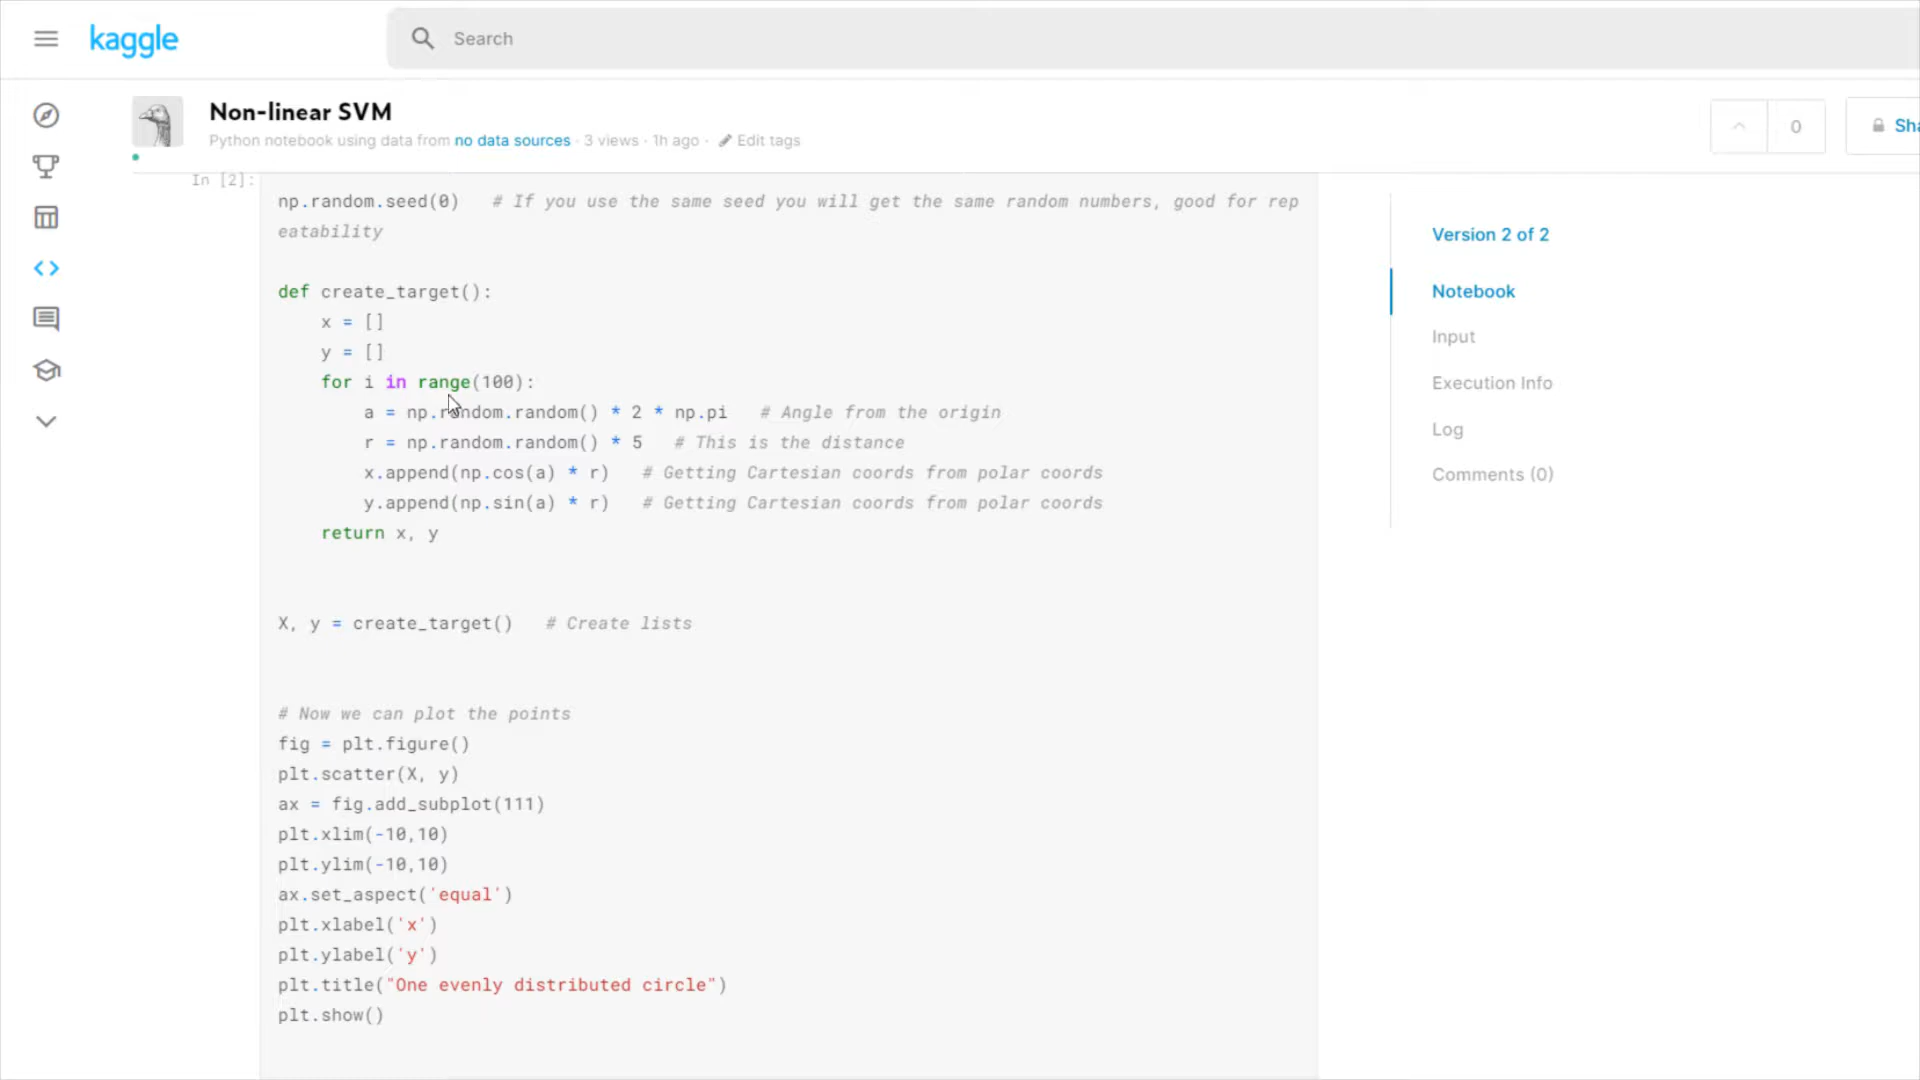 kaggle
Search
Non-linear SVM
Python notebook using data from no data sources · 3 views · 1h ago · Edit tags
0
Sha
In [2]:
np.random.seed(0)   # If you use the same seed you will get the same random numbers, good for rep
eatability
def create_target():
    x = []
    y = []
    for i in range(100):
        a = np.random.random() * 2 * np.pi   # Angle from the origin
        r = np.random.random() * 5   # This is the distance
        x.append(np.cos(a) * r)   # Getting Cartesian coords from polar coords
        y.append(np.sin(a) * r)   # Getting Cartesian coords from polar coords
    return x, y
X, y = create_target()   # Create lists
# Now we can plot the points
fig = plt.figure()
plt.scatter(X, y)
ax = fig.add_subplot(111)
plt.xlim(-10,10)
plt.ylim(-10,10)
ax.set_aspect('equal')
plt.xlabel('x')
plt.ylabel('y')
plt.title("One evenly distributed circle")
plt.show()
Version 2 of 2
Notebook
Input
Execution Info
Log
Comments (0)